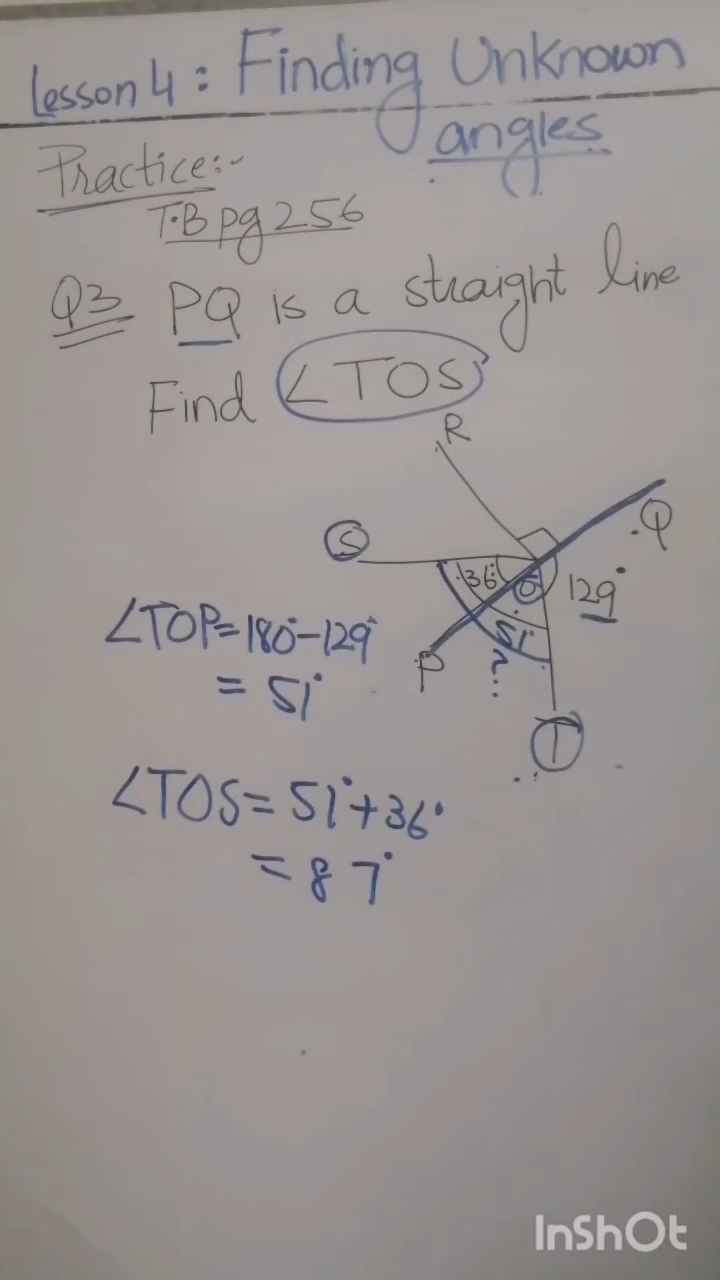 Lesson 4: Finding Unknown
angles
Practice:-
T.B pg 256
Q3 PQ is a straight line
Find ∠TOS
R
S
Q
36°
O
129°
∠TOP=180°-129°
51°
P
?
= 51°
T
∠TOS= 51°+36°
= 87°
InShOt